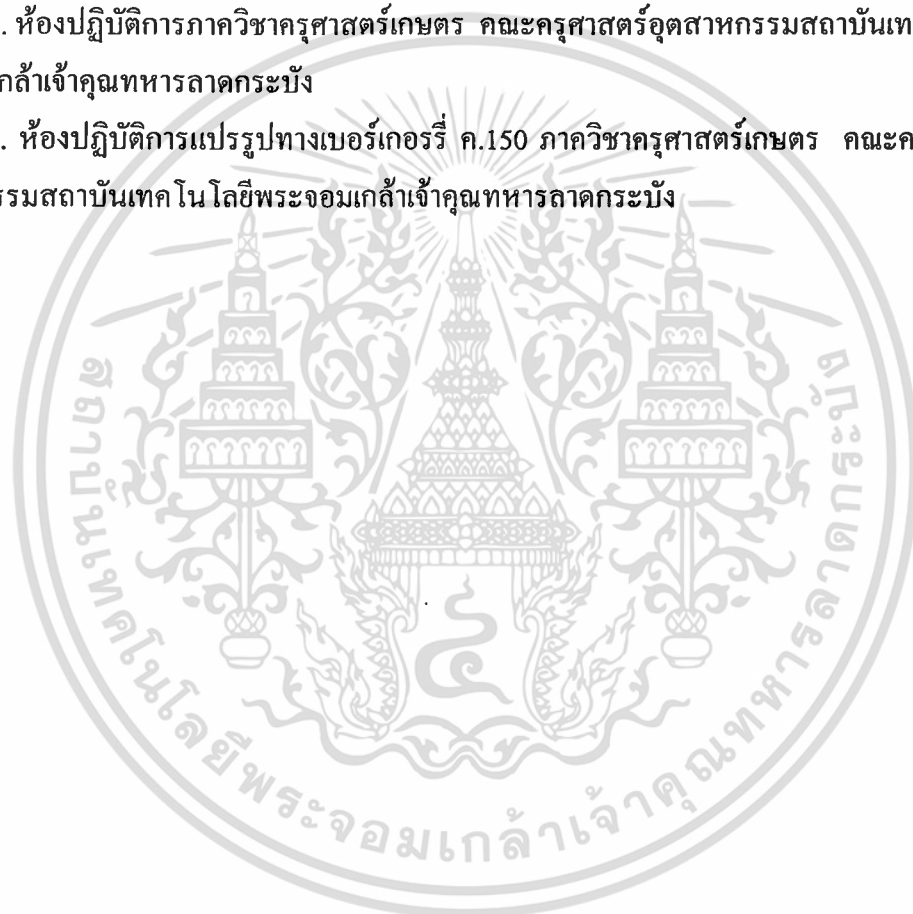 . ห้องปฏิบัติการภาควิชาครุศาสตร์เกษตร คณะครุศาสตร์อุตสาหกรรมสถาบันเท
กล้าเจ้าคุณทหารลาดกระบัง
. ห้องปฏิบัติการแปรรูปทางเบอร์เกอรรี่ ค.150 ภาควิชาครุศาสตร์เกษตร คณะค
รรมสถาบันเทคโนโลยีพระจอมเกล้าเจ้าคุณทหารลาดกระบัง
สถาบันเทคโนโลยีพระจอมเกล้าเจ้าคุณทหารลาดกระบัง
๔